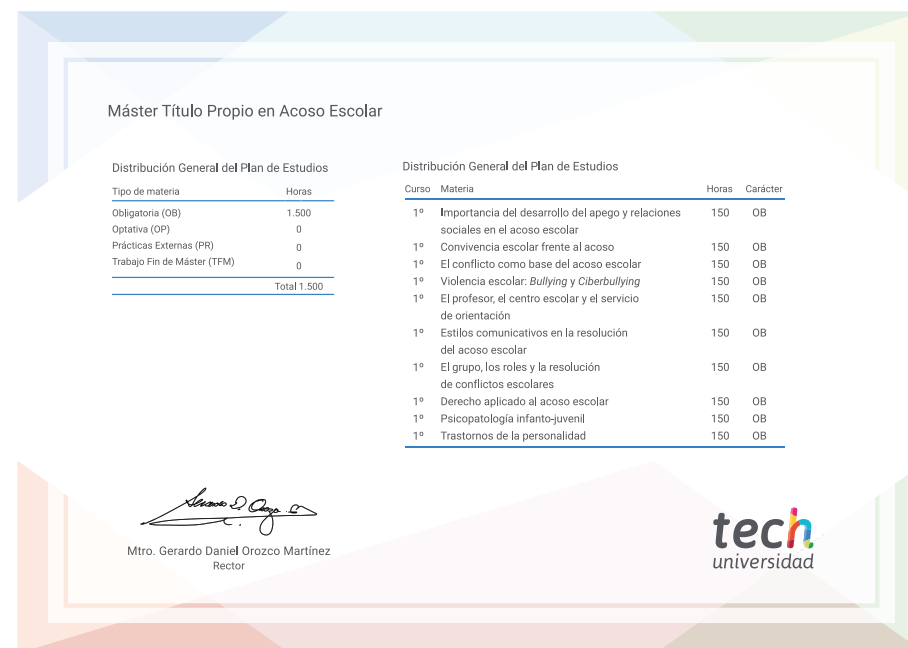 Máster Título Propio en Acoso Escolar
Distribución General del Plan de Estudios
Tipo de materia Horas
Obligatoria (OB) 1.500
Optativa (OP) 0
Prácticas Externas (PR) 0
Trabajo Fin de Máster (TFM) 0
Total 1.500
Distribución General del Plan de Estudios
Curso Materia Horas Carácter
1º Importancia del desarrollo del apego y relaciones 150 OB
sociales en el acoso escolar
1º Convivencia escolar frente al acoso 150 OB
1º El conflicto como base del acoso escolar 150 OB
1º Violencia escolar: Bullying y Ciberbullying 150 OB
1º El profesor, el centro escolar y el servicio 150 OB
de orientación
1º Estilos comunicativos en la resolución 150 OB
del acoso escolar
1º El grupo, los roles y la resolución 150 OB
de conflictos escolares
1º Derecho aplicado al acoso escolar 150 OB
1º Psicopatología infanto-juvenil 150 OB
1º Trastornos de la personalidad 150 OB
Mtro. Gerardo Daniel Orozco Martínez
Rector
tech
universidad